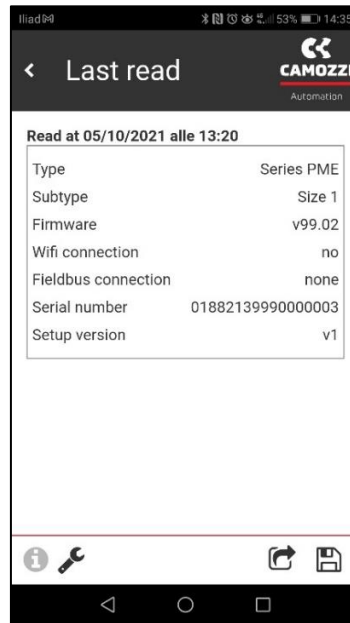 Iliad 53% 14:35
Last read
CAMOZZI
Automation
Read at 05/10/2021 alle 13:20
Type Series PME
Subtype Size 1
Firmware v99.02
Wifi connection no
Fieldbus connection none
Serial number 01882139990000003
Setup version v1